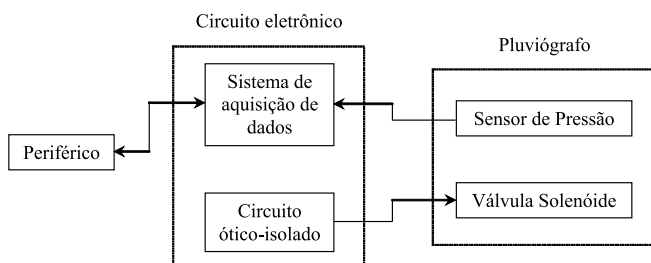 Circuito eletrônico
Pluviógrafo
Sistema de
aquisição de
dados
Sensor de Pressão
Periférico
Circuito
ótico-isolado
Válvula Solenóide